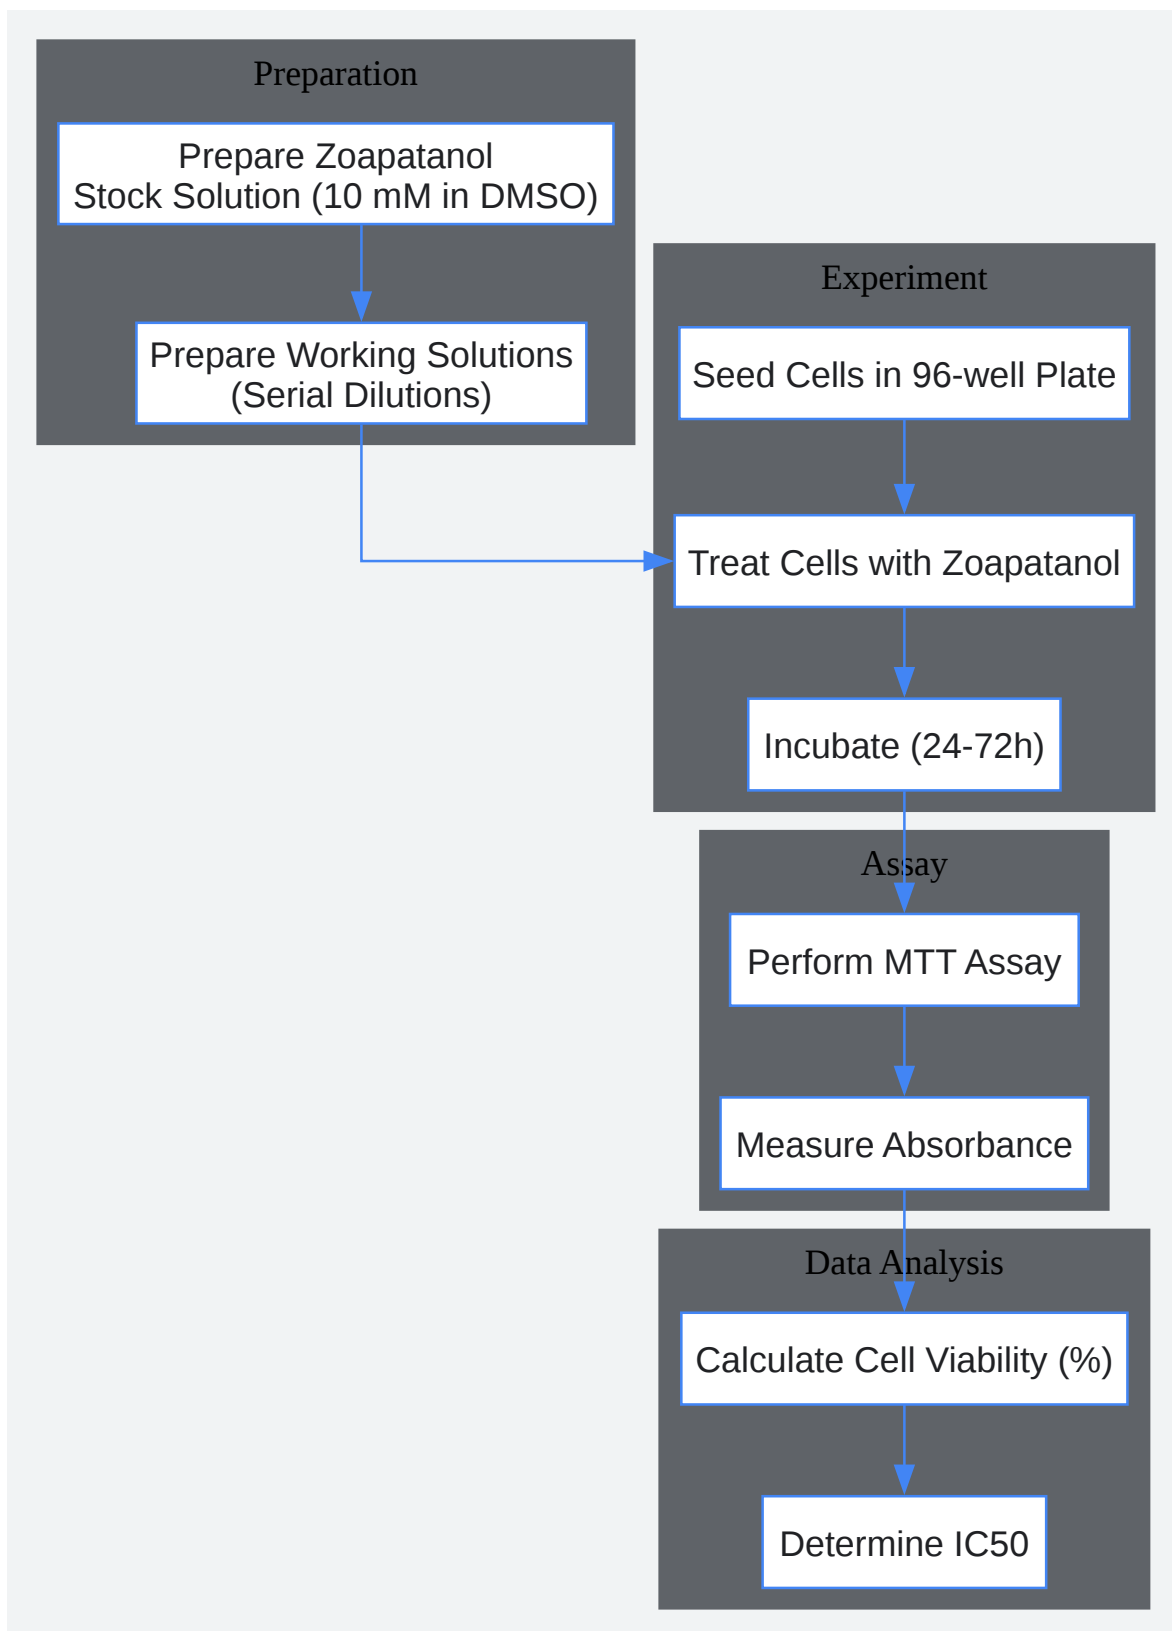 Preparation
Prepare Zoapatanol
Stock Solution (10 mM in DMSO)
Prepare Working Solutions
(Serial Dilutions)
Experiment
Seed Cells in 96-well Plate
Treat Cells with Zoapatanol
Incubate (24-72h)
Assay
Perform MTT Assay
Measure Absorbance
Data Analysis
Calculate Cell Viability (%)
Determine IC50